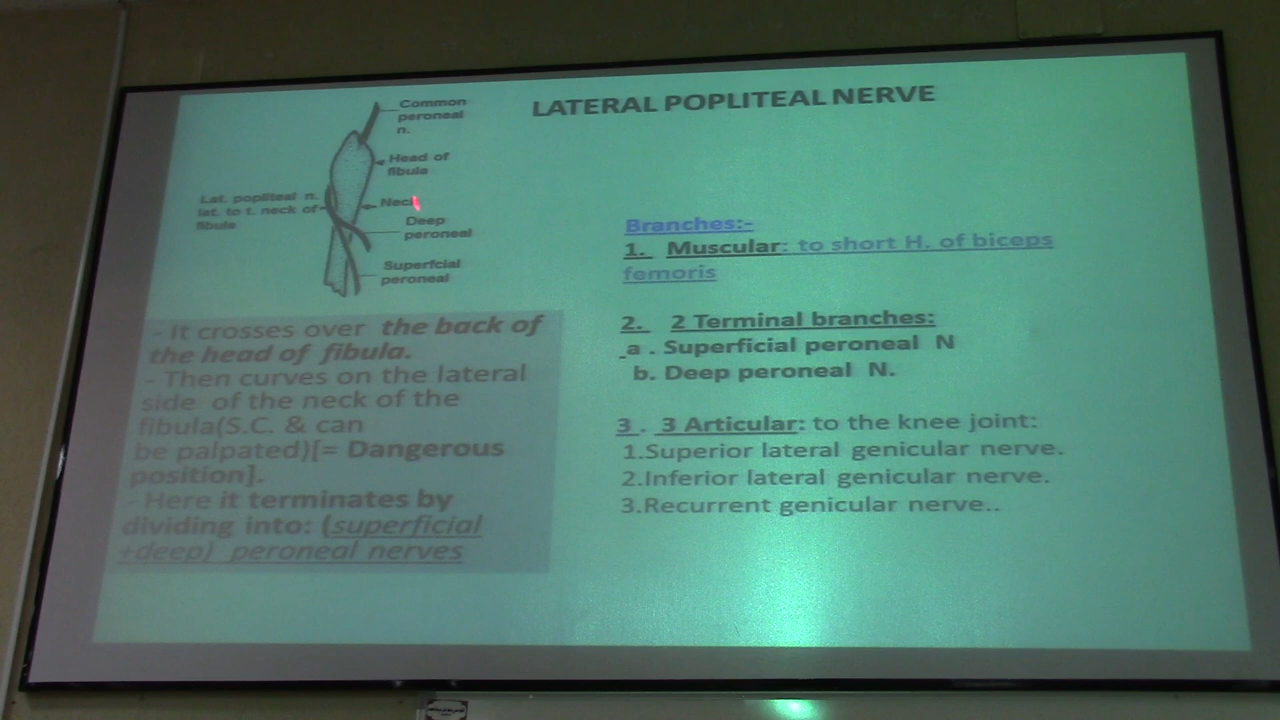 LATERAL POPLITEAL NERVE
Common
peroneal
n.
Head of
fibula
Lat. popliteal n.
lat. to t. neck of
fibula
Neck
Deep
peroneal
Superfcial
peroneal
- It crosses over the back of
the head of fibula.
- Then curves on the lateral
side of the neck of the
fibula(S.C. & can
be palpated)[= Dangerous
position].
- Here it terminates by
dividing into: (superficial
+deep) peroneal nerves
Branches:-
1. Muscular: to short H. of biceps
femoris
2. 2 Terminal branches:
a . Superficial peroneal N
b. Deep peroneal N.
3 . 3 Articular: to the knee joint:
1.Superior lateral genicular nerve.
2.Inferior lateral genicular nerve.
3.Recurrent genicular nerve..